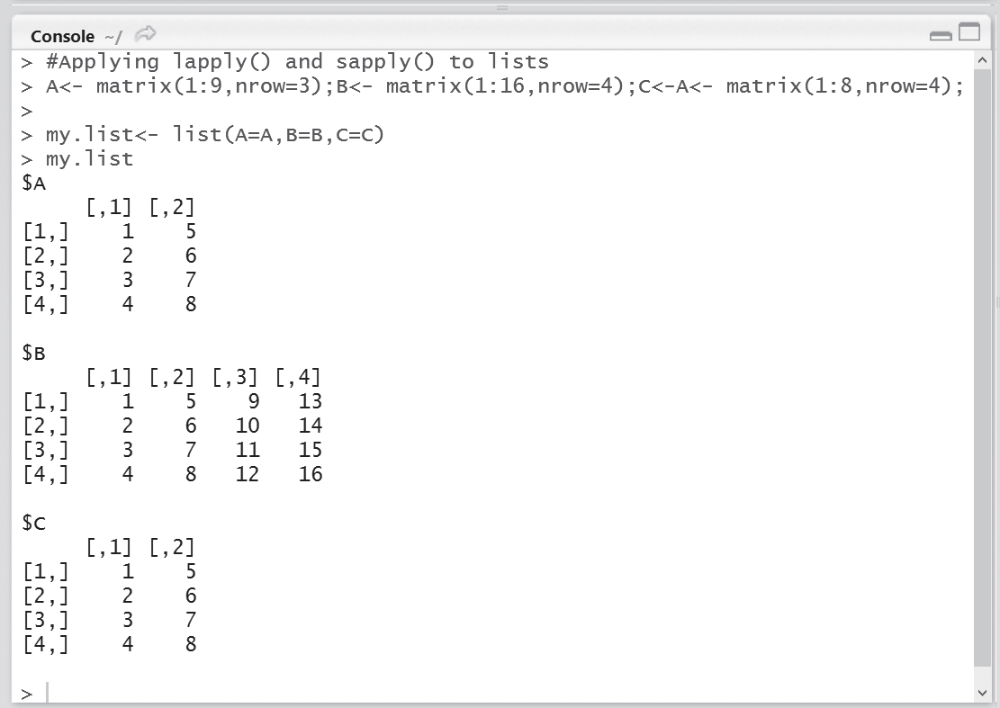 Console ~/
> #Applying lapply() and sapply() to lists
> A<- matrix(1:9,nrow=3);B<- matrix(1:16,nrow=4);C<-A<- matrix(1:8,nrow=4);
>
> my.list<- list(A=A,B=B,C=C)
> my.list
$A
     [,1] [,2]
[1,]    1    5
[2,]    2    6
[3,]    3    7
[4,]    4    8

$B
     [,1] [,2] [,3] [,4]
[1,]    1    5    9   13
[2,]    2    6   10   14
[3,]    3    7   11   15
[4,]    4    8   12   16

$C
     [,1] [,2]
[1,]    1    5
[2,]    2    6
[3,]    3    7
[4,]    4    8

>